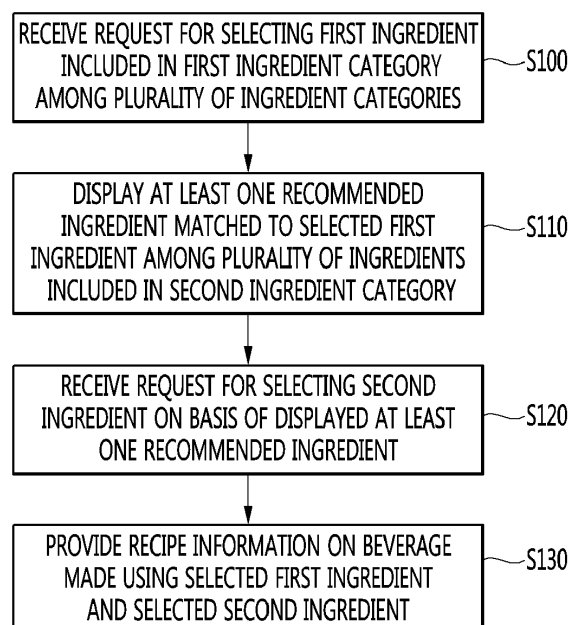 RECEIVE REQUEST FOR SELECTING FIRST INGREDIENT
INCLUDED IN FIRST INGREDIENT CATEGORY
AMONG PLURALITY OF INGREDIENT CATEGORIES
S100
DISPLAY AT LEAST ONE RECOMMENDED
INGREDIENT MATCHED TO SELECTED FIRST
INGREDIENT AMONG PLURALITY OF INGREDIENTS
INCLUDED IN SECOND INGREDIENT CATEGORY
S110
RECEIVE REQUEST FOR SELECTING SECOND
INGREDIENT ON BASIS OF DISPLAYED AT LEAST
ONE RECOMMENDED INGREDIENT
S120
PROVIDE RECIPE INFORMATION ON BEVERAGE
MADE USING SELECTED FIRST INGREDIENT
AND SELECTED SECOND INGREDIENT
S130